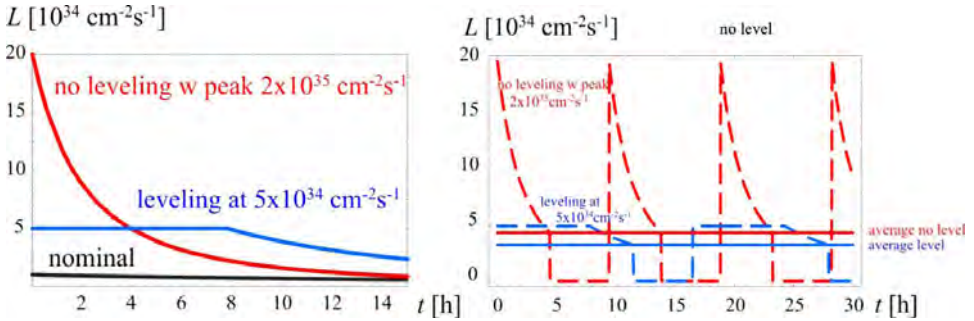 L [10³⁴ cm⁻²s⁻¹]
20
no leveling w peak 2x10³⁵ cm⁻²s⁻¹
15
10
leveling at 5x10³⁴ cm⁻²s⁻¹
5
nominal
2 4 6 8 10 12 14 t [h]
L [10³⁴ cm⁻²s⁻¹]
no level
20
no leveling w peak
2x10³⁵cm⁻²s⁻¹
15
10
leveling at
5x10³⁴cm⁻²s⁻¹
5
average no level
average level
0
0 5 10 15 20 25 30 t [h]